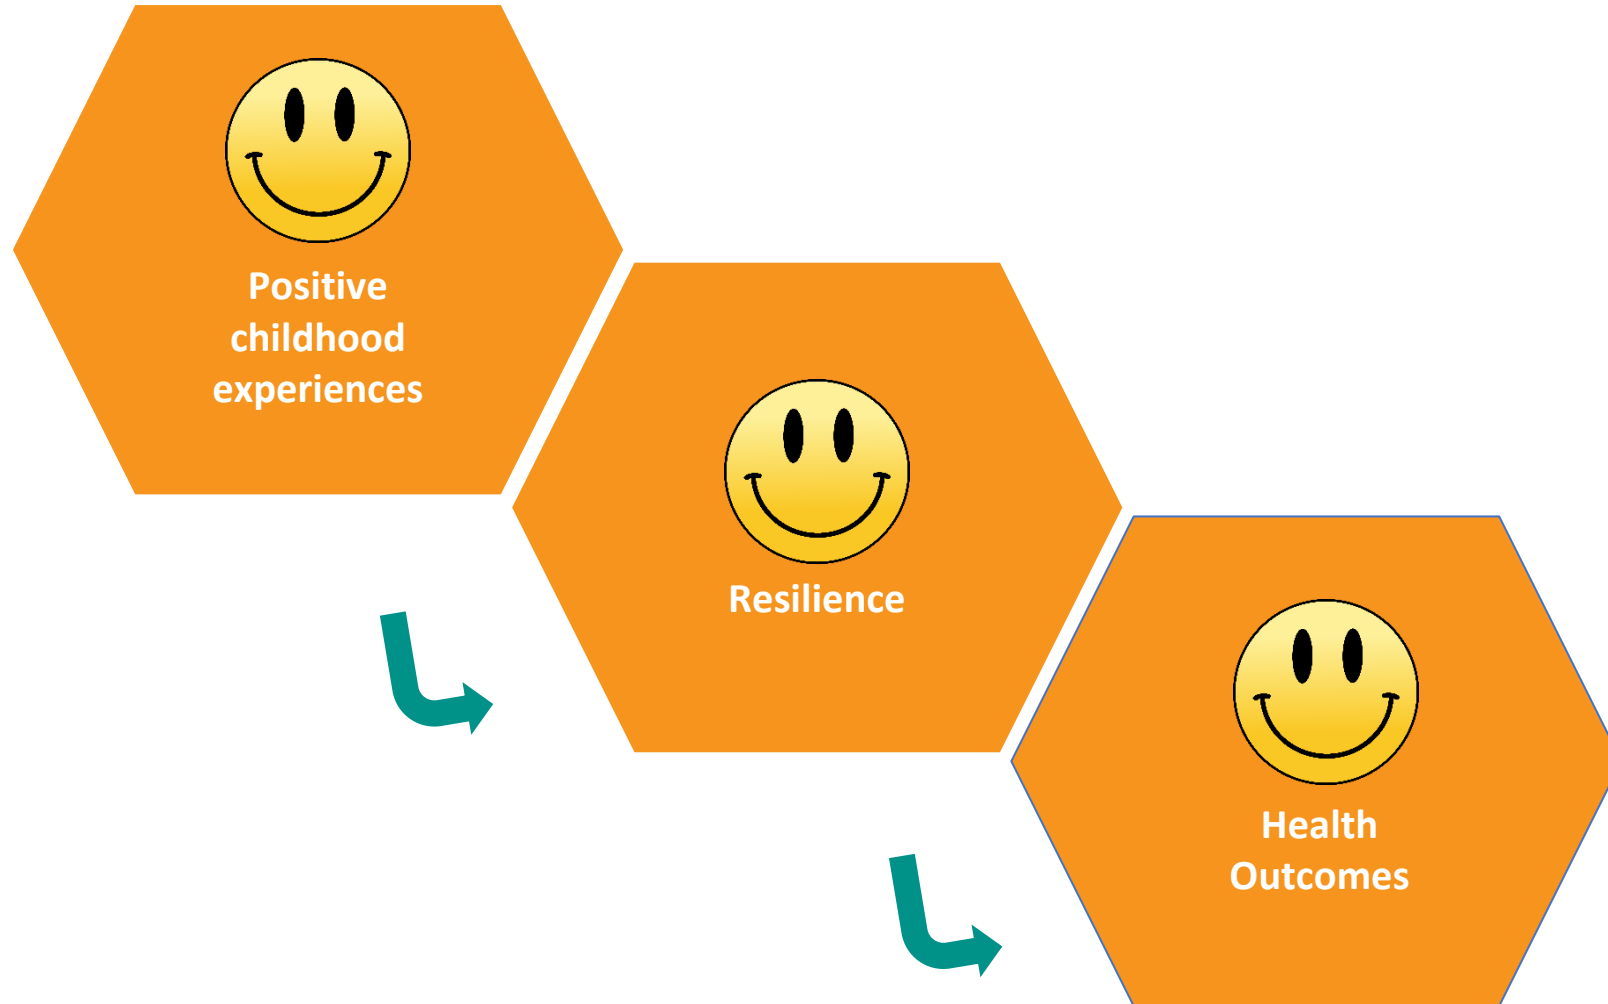 Positive
childhood
experiences
Resilience
Health
Outcomes